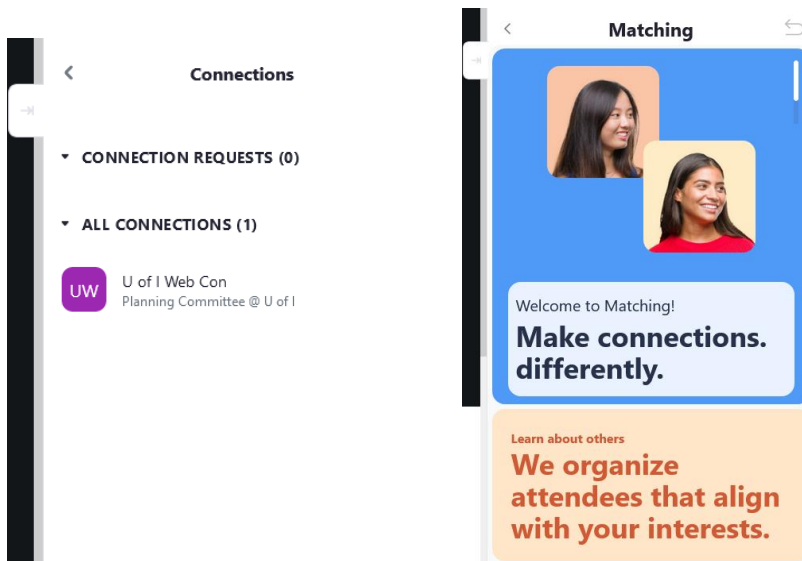 Connections
CONNECTION REQUESTS (0)
ALL CONNECTIONS (1)
UW
U of I Web Con
Planning Committee @ U of I
Matching
Welcome to Matching!
Make connections.
differently.
Learn about others
We organize
attendees that align
with your interests.